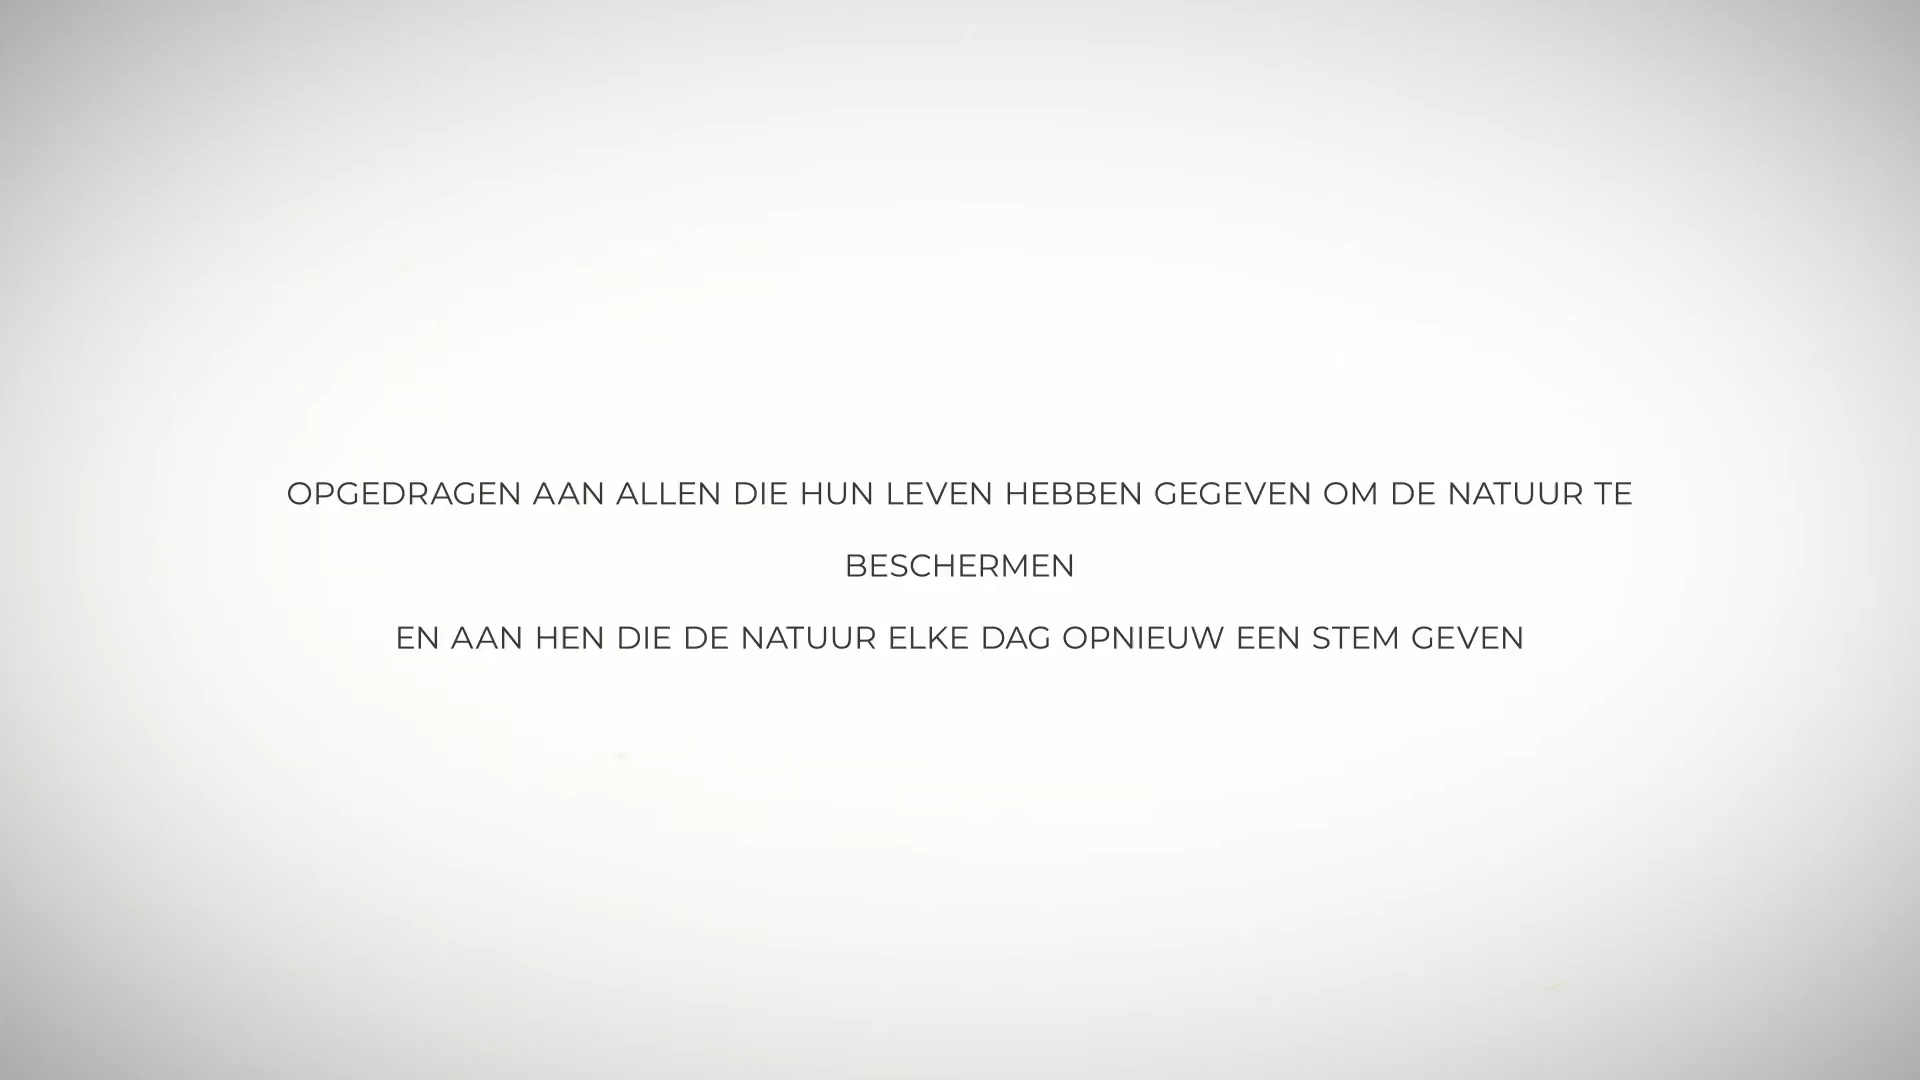 OPGEDRAGEN AAN ALLEN DIE HUN LEVEN HEBBEN GEGEVEN OM DE NATUUR TE
BESCHERMEN
EN AAN HEN DIE DE NATUUR ELKE DAG OPNIEUW EEN STEM GEVEN